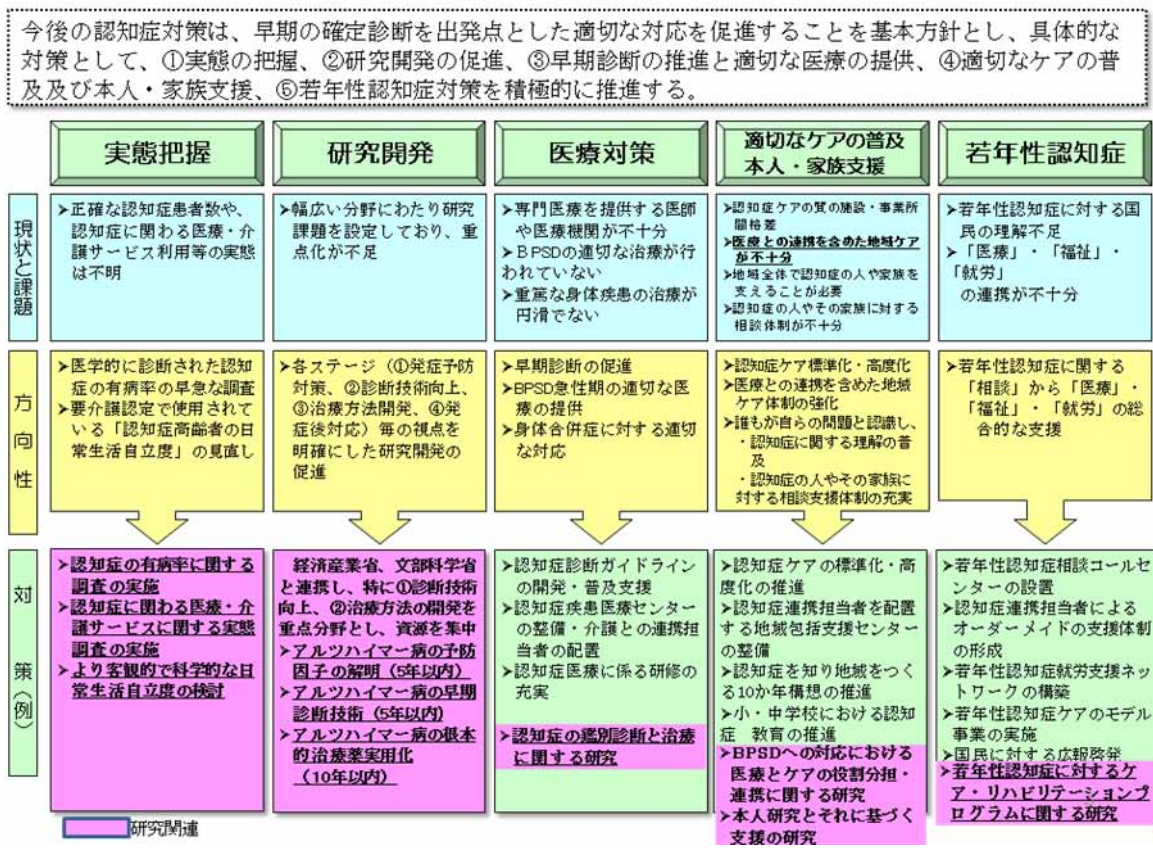 今後の認知症対策は、早期の確定診断を出発点とした適切な対応を促進することを基本方針とし、具体的な
対策として、①実態の把握、②研究開発の促進、③早期診断の推進と適切な医療の提供、④適切なケアの普
及及び本人・家族支援、⑤若年性認知症対策を積極的に推進する。
実態把握
研究開発
医療対策
適切なケアの普及
本人・家族支援
若年性認知症
現状と課題
➢正確な認知症患者数や、
認知症に関わる医療・介
護サービス利用等の実態
は不明
➢幅広い分野にわたり研究
課題を設定しており、重
点化が不足
➢専門医療を提供する医師
や医療機関が不十分
➢BPSDの適切な治療が行
われていない
➢重篤な身体疾患の治療が
円滑でない
➢認知症ケアの質の施設・事業所
間格差
➢医療との連携を含めた地域ケア
が不十分
➢地域全体で認知症の人や家族を
支えることが必要
➢認知症の人やその家族に対する
相談体制が不十分
➢若年性認知症に対する国
民の理解不足
➢「医療」・「福祉」・
「就労」
の連携が不十分
方向性
➢医学的に診断された認知
症の有病率の早急な調査
➢要介護認定で使用されて
いる「認知症高齢者の日
常生活自立度」の見直し
➢各ステージ（①発症予防
対策、②診断技術向上、
③治療方法開発、④発
症後対応）毎の視点を
明確にした研究開発の
促進
➢早期診断の促進
➢BPSD急性期の適切な医
療の提供
➢身体合併症に対する適切
な対応
➢認知症ケア標準化・高度化
➢医療との連携を含めた地域
ケア体制の強化
➢誰もが自らの問題と認識し、
・認知症に関する理解の普
及
・認知症の人やその家族に
対する相談支援体制の充実
➢若年性認知症に関する
「相談」から「医療」・
「福祉」・「就労」の総
合的な支援
対策（例）
➢認知症の有病率に関する
調査の実施
➢認知症に関わる医療・介
護サービスに関する実態
調査の実施
➢より客観的で科学的な日
常生活自立度の検討
経済産業省、文部科学省
と連携し、特に①診断技術
向上、②治療方法の開発を
重点分野とし、資源を集中
➢アルツハイマー病の予防
因子の解明（5年以内）
➢アルツハイマー病の早期
診断技術（5年以内）
➢アルツハイマー病の根本
的治療薬実用化
（10年以内）
➢認知症診断ガイドライン
の開発・普及支援
➢認知症疾患医療センター
の整備・介護との連携担
当者の配置
➢認知症医療に係る研修の
充実
➢認知症の鑑別診断と治療
に関する研究
➢認知症ケアの標準化・高
度化の推進
➢認知症連携担当者を配置
する地域包括支援センター
の整備
➢認知症を知り地域をつく
る10か年構想の推進
➢小・中学校における認知
症 教育の推進
➢BPSDへの対応における
医療とケアの役割分担・
連携に関する研究
➢本人研究とそれに基づく
支援の研究
➢若年性認知症相談コールセ
ンターの設置
➢認知症連携担当者による
オーダーメイドの支援体制
の形成
➢若年性認知症就労支援ネッ
トワークの構築
➢若年性認知症ケアのモデル
事業の実施
➢国民に対する広報啓発
➢若年性認知症に対するケ
ア・リハビリテーションプ
ログラムに関する研究
研究関連